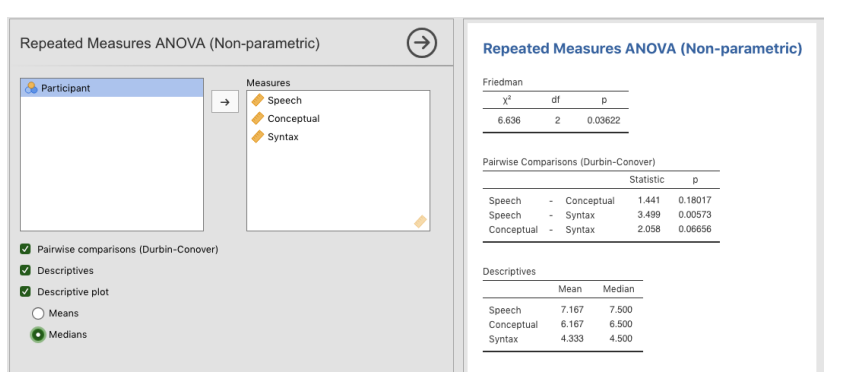 Repeated Measures ANOVA (Non-parametric)
Participant
Measures
Speech
Conceptual
Syntax
Pairwise comparisons (Durbin-Conover)
Descriptives
Descriptive plot
Means
Medians
Repeated Measures ANOVA (Non-parametric)
Friedman
χ² df p
6.636 2 0.03622
Pairwise Comparisons (Durbin-Conover)
Statistic p
Speech - Conceptual 1.441 0.18017
Speech - Syntax 3.499 0.00573
Conceptual - Syntax 2.058 0.06656
Descriptives
Mean Median
Speech 7.167 7.500
Conceptual 6.167 6.500
Syntax 4.333 4.500